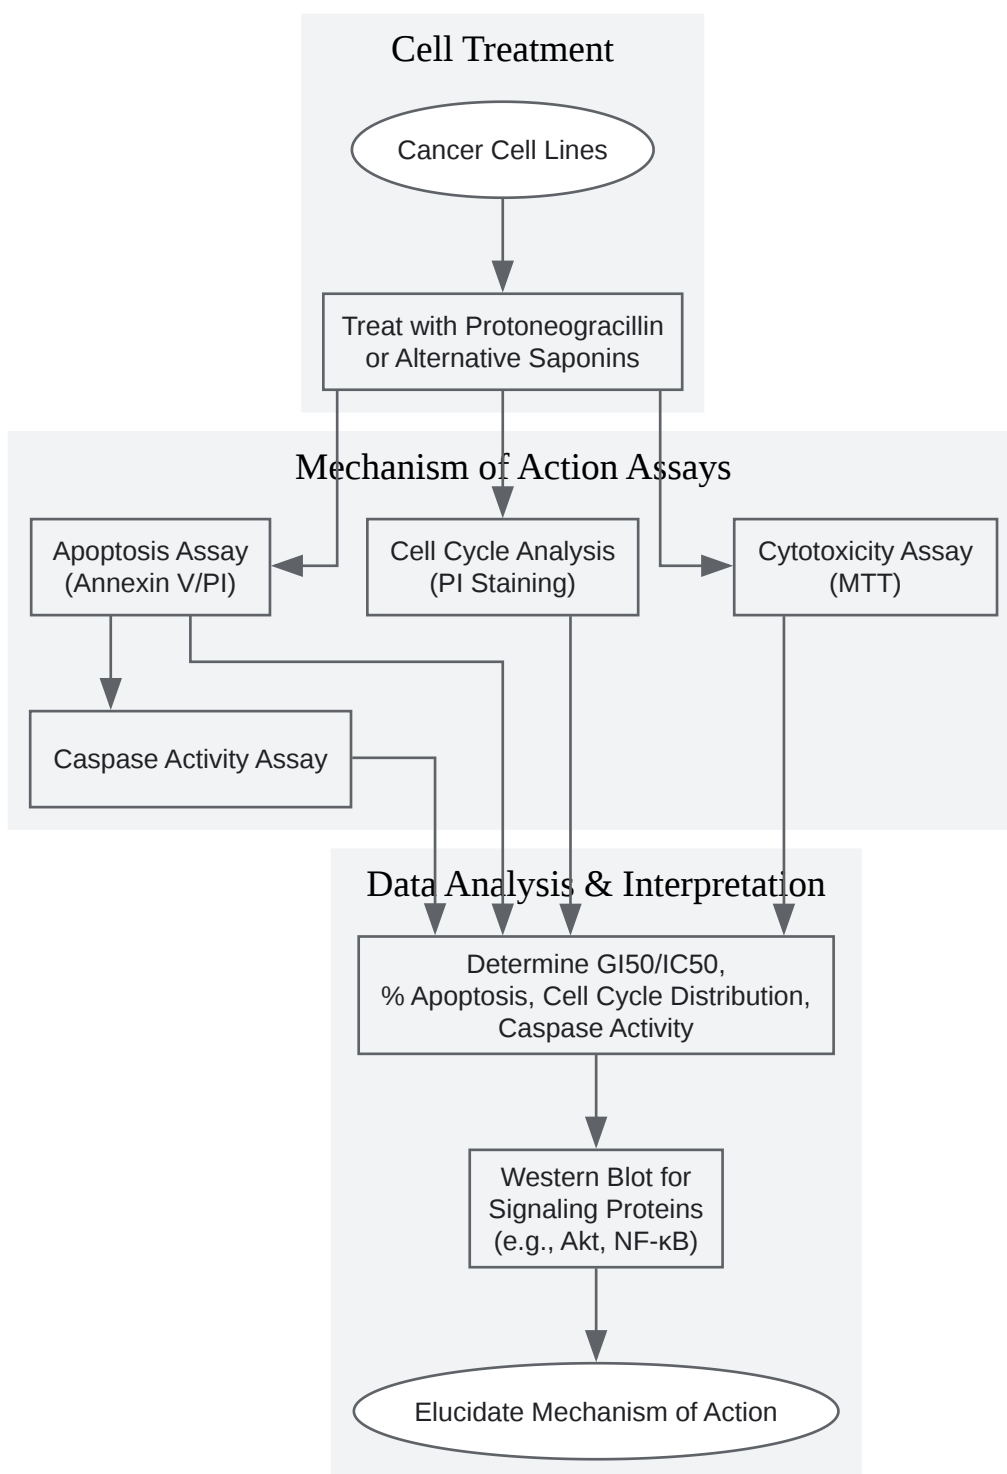 Cell Treatment
Cancer Cell Lines
Treat with Protoneogracillin
or Alternative Saponins
Mechanism of Action Assays
Apoptosis Assay
(Annexin V/PI)
Cell Cycle Analysis
(PI Staining)
Cytotoxicity Assay
(MTT)
Caspase Activity Assay
Data Analysis & Interpretation
Determine GI50/IC50,
% Apoptosis, Cell Cycle Distribution,
Caspase Activity
Western Blot for
Signaling Proteins
(e.g., Akt, NF-κB)
Elucidate Mechanism of Action